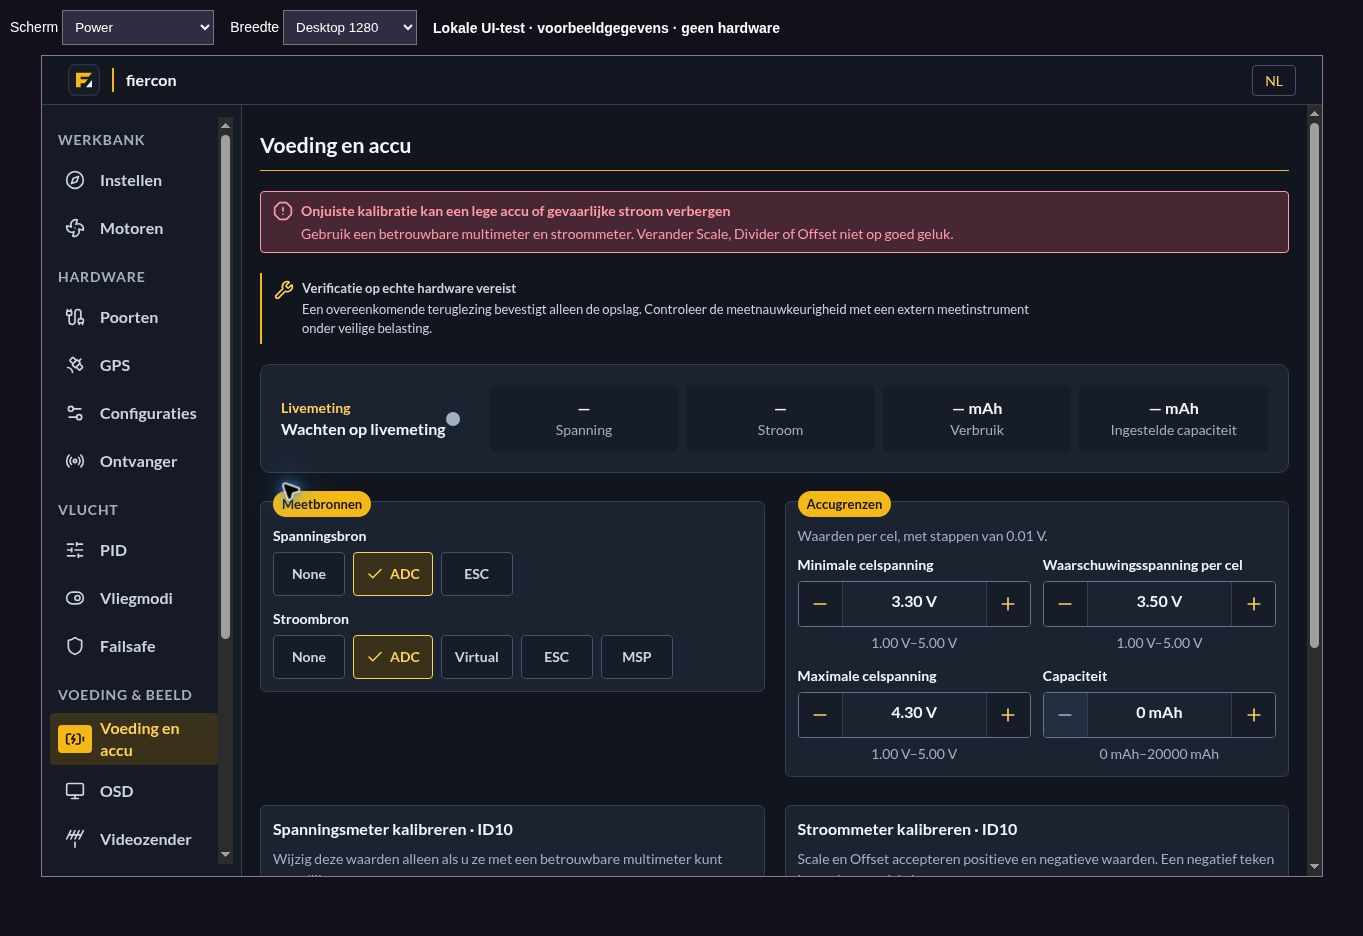 Scherm Power Breedte Desktop 1280 Lokale UI-test · voorbeeldgegevens · geen hardware
fiercon NL
WERKBANK
Instellen
Motoren
HARDWARE
Poorten
GPS
Configuraties
Ontvanger
VLUCHT
PID
Vliegmodi
Failsafe
VOEDING & BEELD
Voeding en
accu
OSD
Videozender
Voeding en accu
Onjuiste kalibratie kan een lege accu of gevaarlijke stroom verbergen
Gebruik een betrouwbare multimeter en stroommeter. Verander Scale, Divider of Offset niet op goed geluk.
Verificatie op echte hardware vereist
Een overeenkomende teruglezing bevestigt alleen de opslag. Controleer de meetnauwkeurigheid met een extern meetinstrument
onder veilige belasting.
Livemeting
Wachten op livemeting
—
Spanning
—
Stroom
— mAh
Verbruik
— mAh
Ingestelde capaciteit
Meetbronnen
Spanningsbron
None ADC ESC
Stroombron
None ADC Virtual ESC MSP
Accugrenzen
Waarden per cel, met stappen van 0.01 V.
Minimale celspanning
− 3.30 V +
1.00 V–5.00 V
Waarschuwingsspanning per cel
− 3.50 V +
1.00 V–5.00 V
Maximale celspanning
− 4.30 V +
1.00 V–5.00 V
Capaciteit
− 0 mAh +
0 mAh–20000 mAh
Spanningsmeter kalibreren · ID10
Wijzig deze waarden alleen als u ze met een betrouwbare multimeter kunt
Stroommeter kalibreren · ID10
Scale en Offset accepteren positieve en negatieve waarden. Een negatief teken